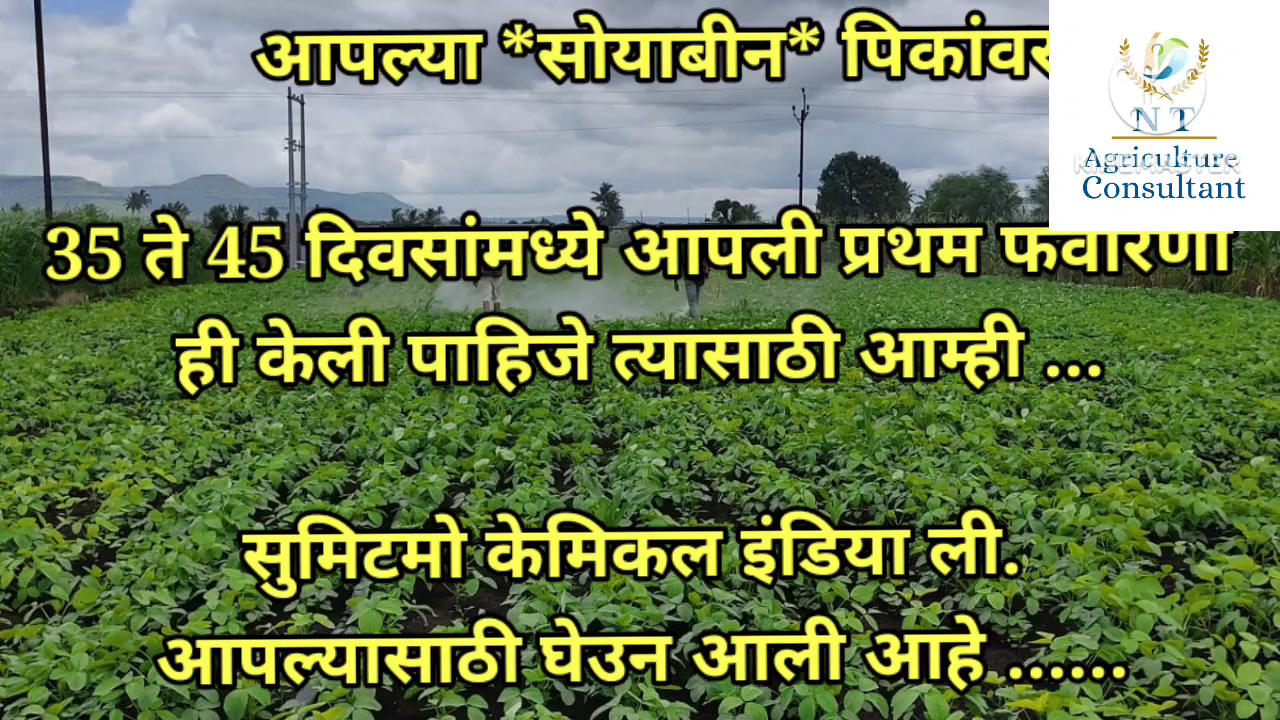 आपल्या *सोयाबीन* पिकांवर
N T
Agriculture
KINEMASTER
Consultant
35 ते 45 दिवसांमध्ये आपली प्रथम फवारणी
ही केली पाहिजे त्यासाठी आम्ही ...
सुमिटमो केमिकल इंडिया ली.
आपल्यासाठी घेउन आली आहे ......